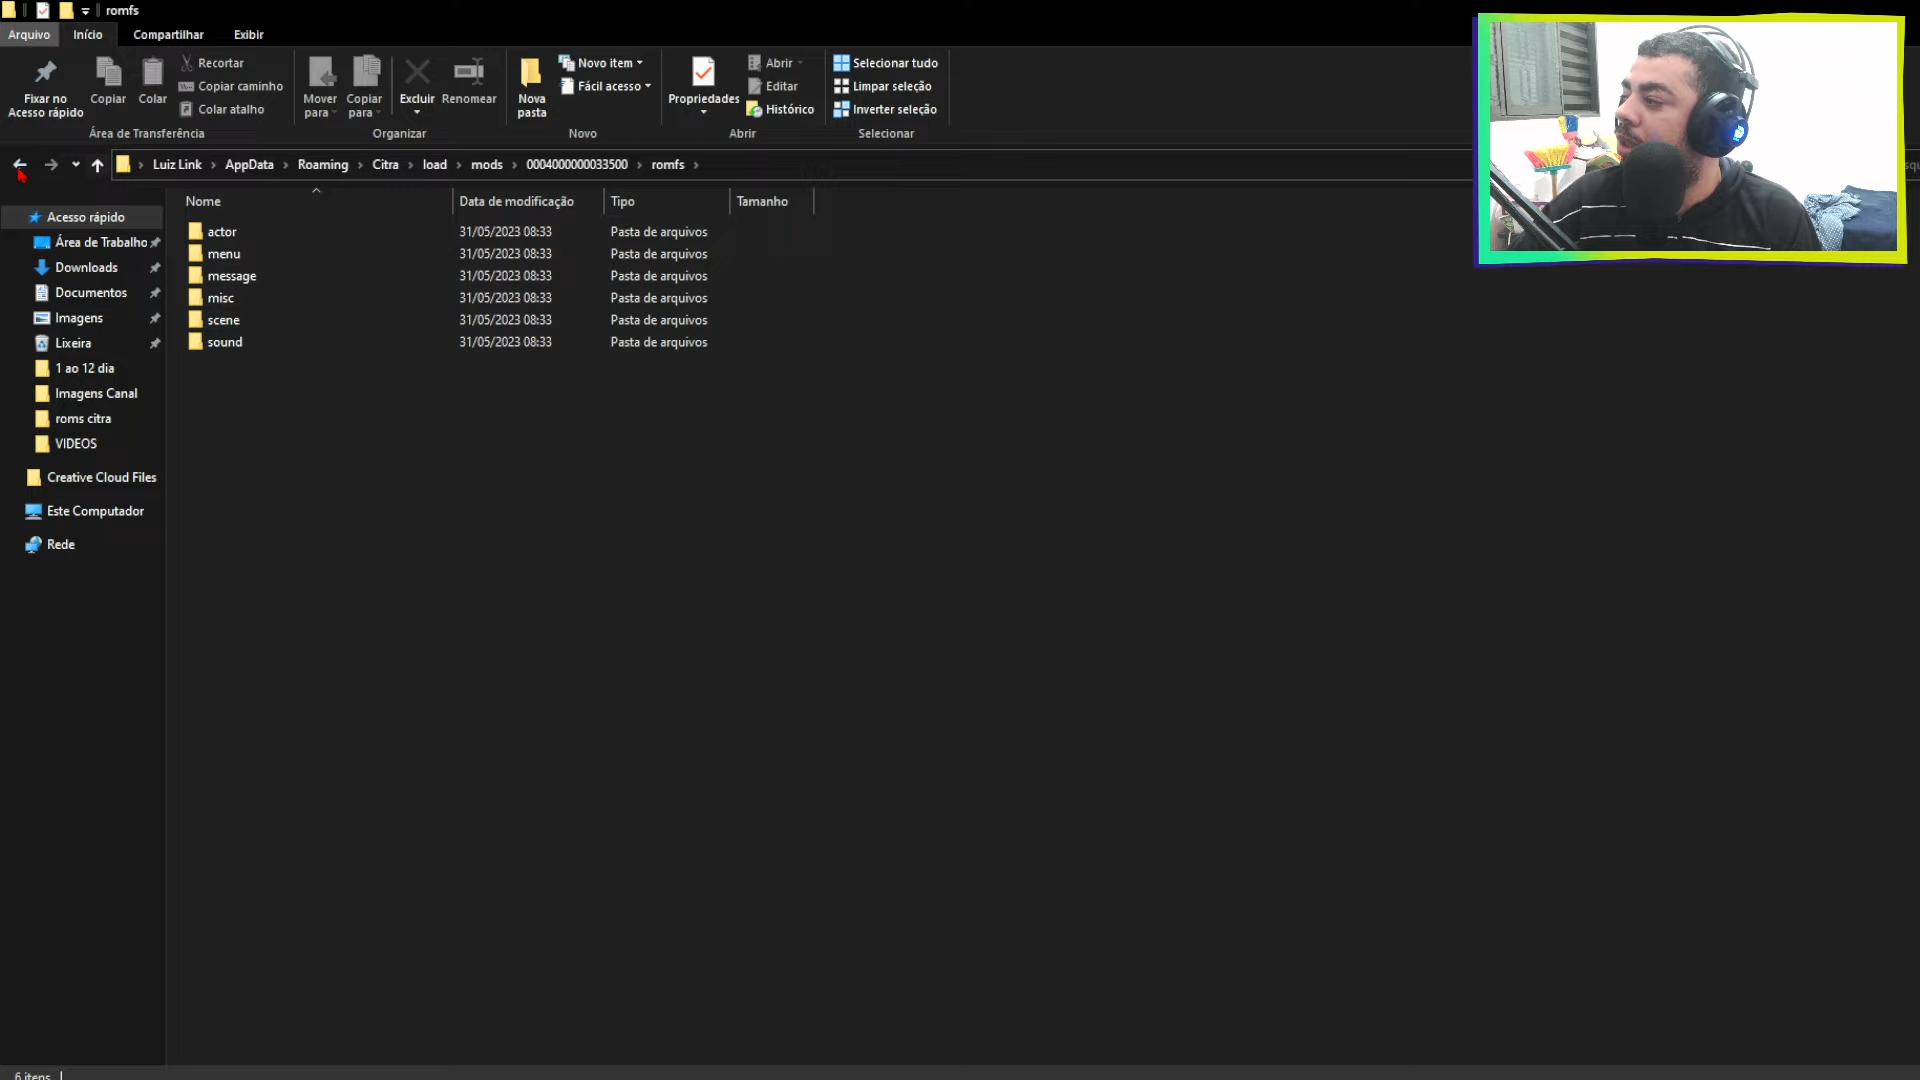 romfs
Arquivo Início Compartilhar Exibir
Fixar no Acesso rápido
Copiar
Colar
Recortar
Copiar caminho
Colar atalho
Área de Transferência
Mover para
Copiar para
Excluir
Renomear
Organizar
Nova pasta
Novo item
Fácil acesso
Novo
Propriedades
Abrir
Editar
Histórico
Abrir
Selecionar tudo
Limpar seleção
Inverter seleção
Selecionar
Luiz Link › AppData › Roaming › Citra › load › mods › 0004000000033500 › romfs ›
Nome Data de modificação Tipo Tamanho
actor 31/05/2023 08:33 Pasta de arquivos
menu 31/05/2023 08:33 Pasta de arquivos
message 31/05/2023 08:33 Pasta de arquivos
misc 31/05/2023 08:33 Pasta de arquivos
scene 31/05/2023 08:33 Pasta de arquivos
sound 31/05/2023 08:33 Pasta de arquivos
Acesso rápido
Área de Trabalho
Downloads
Documentos
Imagens
Lixeira
1 ao 12 dia
Imagens Canal
roms citra
VIDEOS
Creative Cloud Files
Este Computador
Rede
6 itens